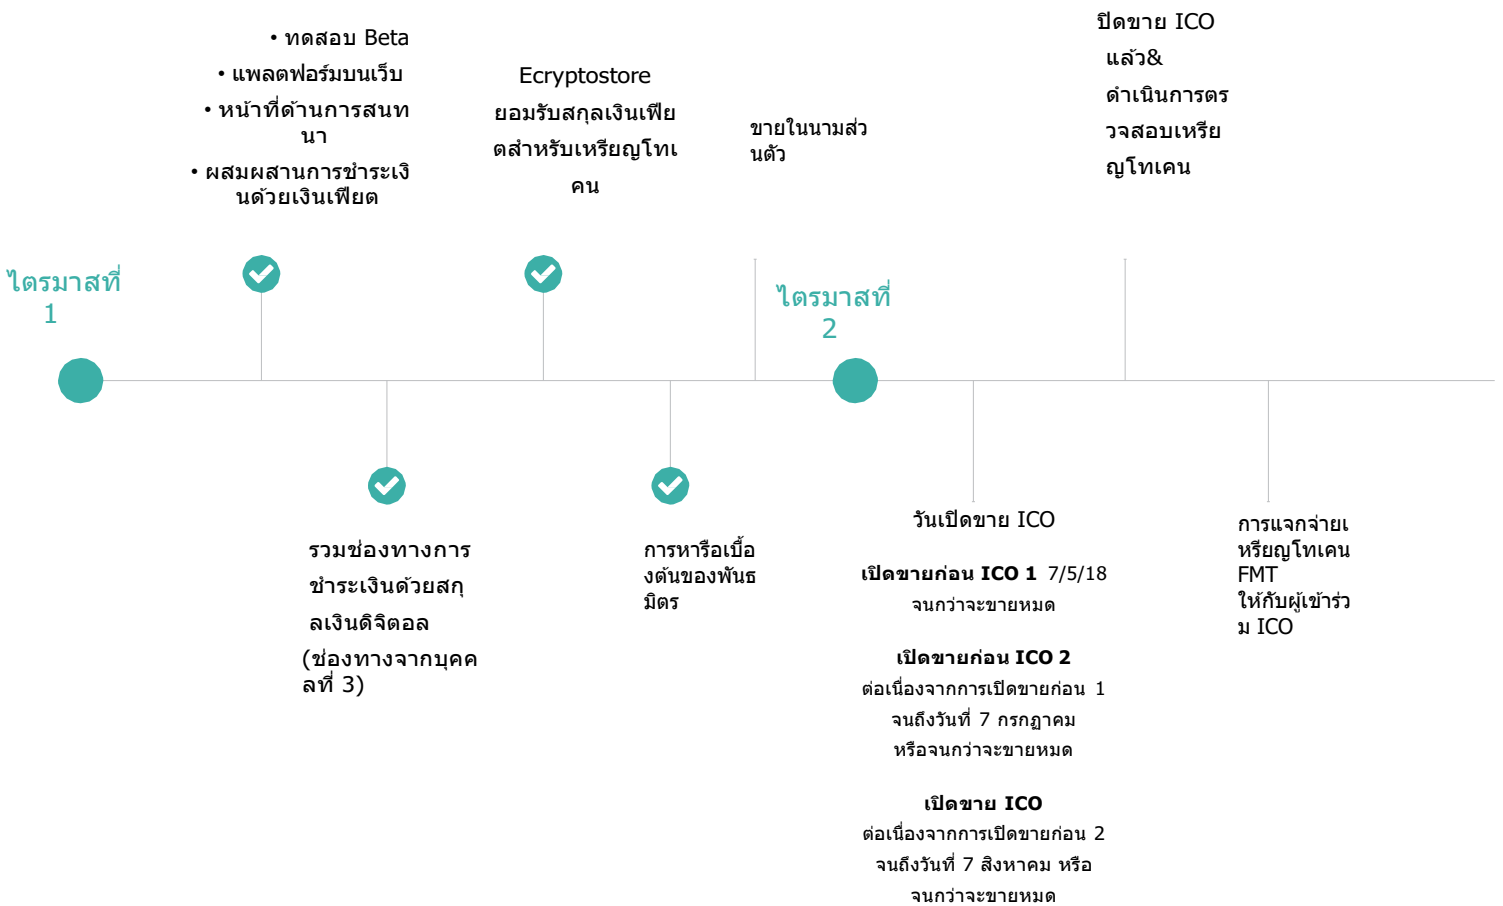 • ทดสอบ Beta
• แพลตฟอร์มบนเว็บ
• หน้าที่ด้านการสนท
นา
• ผสมผสานการชำระเงิ
นด้วยเงินเฟียต
Ecryptostore
ยอมรับสกุลเงินเฟีย
ตสำหรับเหรียญโทเ
คน
ขายในนามส่ว
นตัว
ปิดขาย ICO
แล้ว&
ดำเนินการตร
วจสอบเหรีย
ญโทเคน
ไตรมาสที่
1
ไตรมาสที่
2
รวมช่องทางการ
ชำระเงินด้วยสกุ
ลเงินดิจิตอล
(ช่องทางจากบุคค
ลที่ 3)
การหารือเบื้อ
งต้นของพันธ
มิตร
วันเปิดขาย ICO
เปิดขายก่อน ICO 1 7/5/18
จนกว่าจะขายหมด
เปิดขายก่อน ICO 2
ต่อเนื่องจากการเปิดขายก่อน 1
จนถึงวันที่ 7 กรกฏาคม
หรือจนกว่าจะขายหมด
เปิดขาย ICO
ต่อเนื่องจากการเปิดขายก่อน 2
จนถึงวันที่ 7 สิงหาคม หรือ
จนกว่าจะขายหมด
การแจกจ่ายเ
หรียญโทเคน
FMT
ให้กับผู้เข้าร่ว
ม ICO